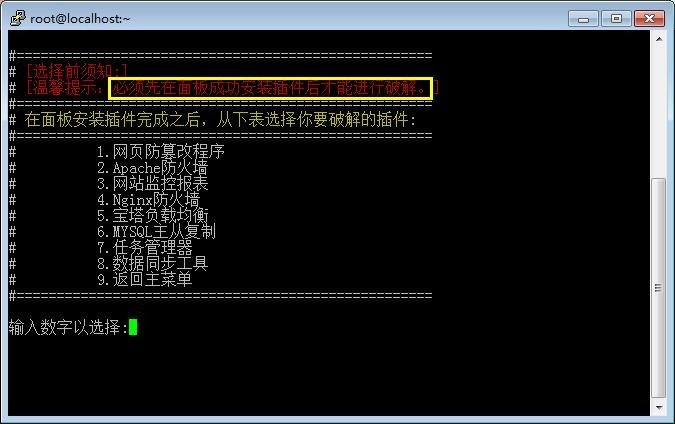 root@localhost:~
#=====================================================
# [选择前须知:]
# [温馨提示：必须先在面板成功安装插件后才能进行破解。]
#=====================================================
# 在面板安装插件完成之后，从下表选择你要破解的插件:
#=====================================================
# 1.网页防篡改程序
# 2.Apache防火墙
# 3.网站监控报表
# 4.Nginx防火墙
# 5.宝塔负载均衡
# 6.MYSQL主从复制
# 7.任务管理器
# 8.数据同步工具
# 9.返回主菜单
#=====================================================
输入数字以选择: